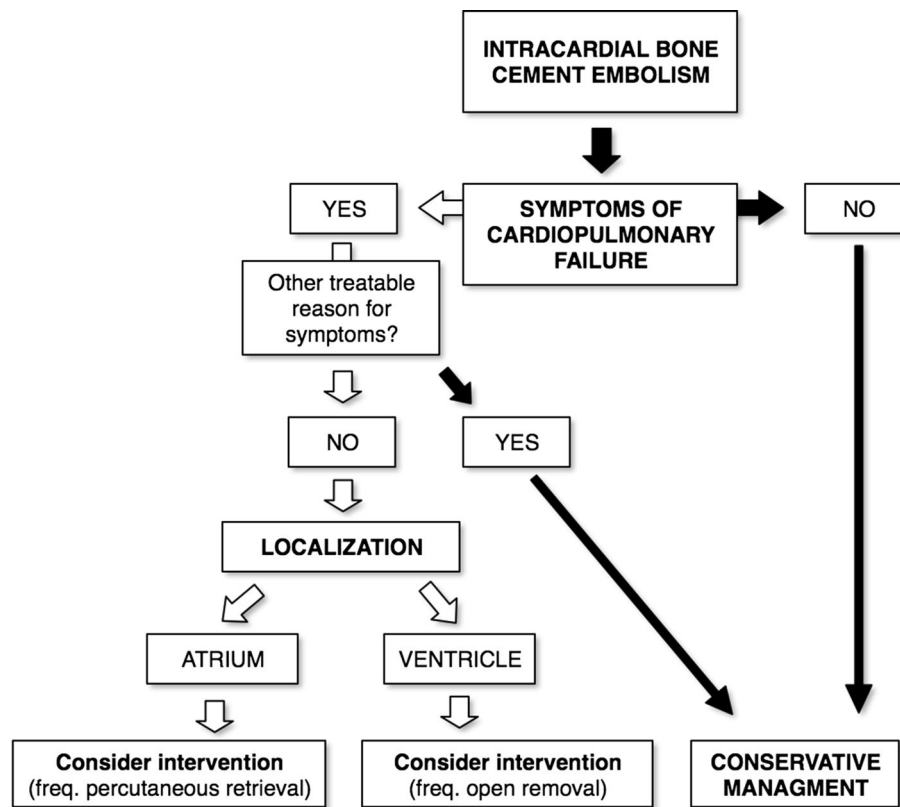 INTRACARDIAL BONE
CEMENT EMBOLISM
YES
SYMPTOMS OF
CARDIOPULMONARY
FAILURE
NO
Other treatable
reason for
symptoms?
NO
YES
LOCALIZATION
ATRIUM
VENTRICLE
Consider intervention
(freq. percutaneous retrieval)
Consider intervention
(freq. open removal)
CONSERVATIVE
MANAGMENT